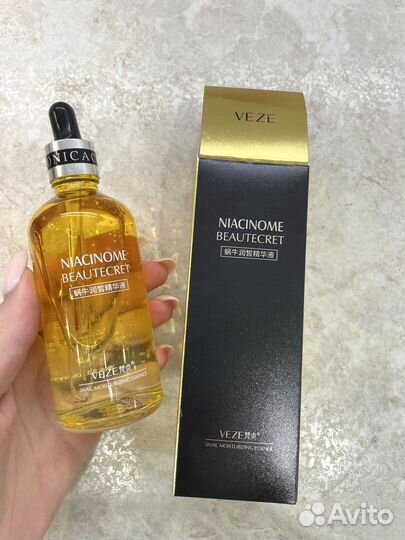 ONICAC
NIACINOME
BEAUTECRET
蜗牛润皙精华液
VEZE梵贞
SNAIL MOISTURIZING ESSENCE
VEZE
NIACINOME
BEAUTECRET
蜗牛润皙精华液
VEZE梵贞
SNAIL MOISTURIZING ESSENCE
Avito